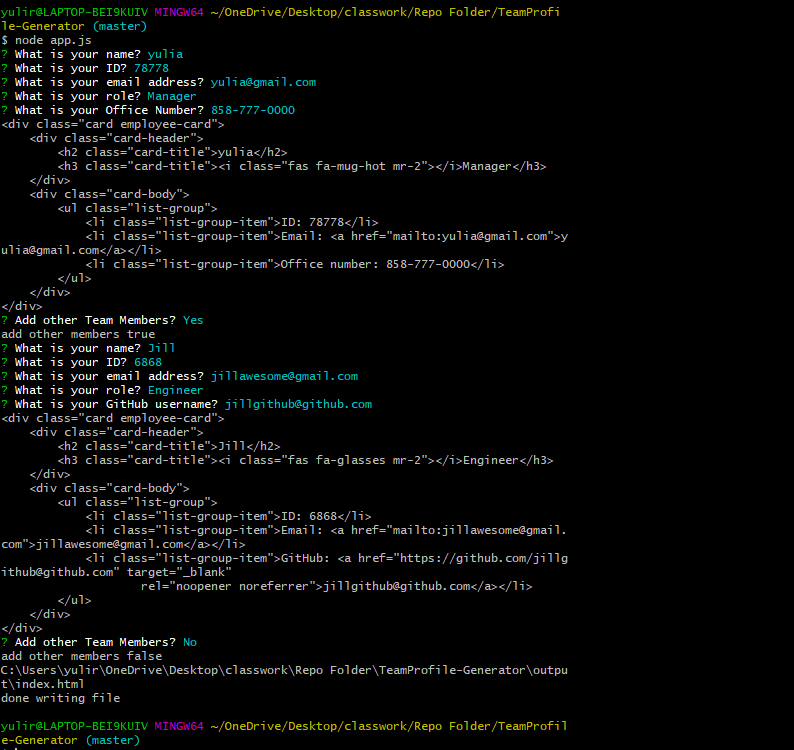 yulir@LAPTOP-BEI9KUIV MINGW64 ~/OneDrive/Desktop/classwork/Repo Folder/TeamProfi
le-Generator (master)
$ node app.js
? What is your name? yulia
? What is your ID? 78778
? What is your email address? yulia@gmail.com
? What is your role? Manager
? What is your Office Number? 858-777-0000
<div class="card employee-card">
    <div class="card-header">
        <h2 class="card-title">yulia</h2>
        <h3 class="card-title"><i class="fas fa-mug-hot mr-2"></i>Manager</h3>
    </div>
    <div class="card-body">
        <ul class="list-group">
            <li class="list-group-item">ID: 78778</li>
            <li class="list-group-item">Email: <a href="mailto:yulia@gmail.com">y
ulia@gmail.com</a></li>
            <li class="list-group-item">Office number: 858-777-0000</li>
        </ul>
    </div>
</div>
? Add other Team Members? Yes
add other members true
? What is your name? Jill
? What is your ID? 6868
? What is your email address? jillawesome@gmail.com
? What is your role? Engineer
? What is your GitHub username? jillgithub@github.com
<div class="card employee-card">
    <div class="card-header">
        <h2 class="card-title">Jill</h2>
        <h3 class="card-title"><i class="fas fa-glasses mr-2"></i>Engineer</h3>
    </div>
    <div class="card-body">
        <ul class="list-group">
            <li class="list-group-item">ID: 6868</li>
            <li class="list-group-item">Email: <a href="mailto:jillawesome@gmail.
com">jillawesome@gmail.com</a></li>
            <li class="list-group-item">GitHub: <a href="https://github.com/jillg
ithub@github.com" target="_blank"
                    rel="noopener noreferrer">jillgithub@github.com</a></li>
        </ul>
    </div>
</div>
? Add other Team Members? No
add other members false
C:\Users\yulir\OneDrive\Desktop\classwork\Repo Folder\TeamProfile-Generator\outpu
t\index.html
done writing file
yulir@LAPTOP-BEI9KUIV MINGW64 ~/OneDrive/Desktop/classwork/Repo Folder/TeamProfil
e-Generator (master)